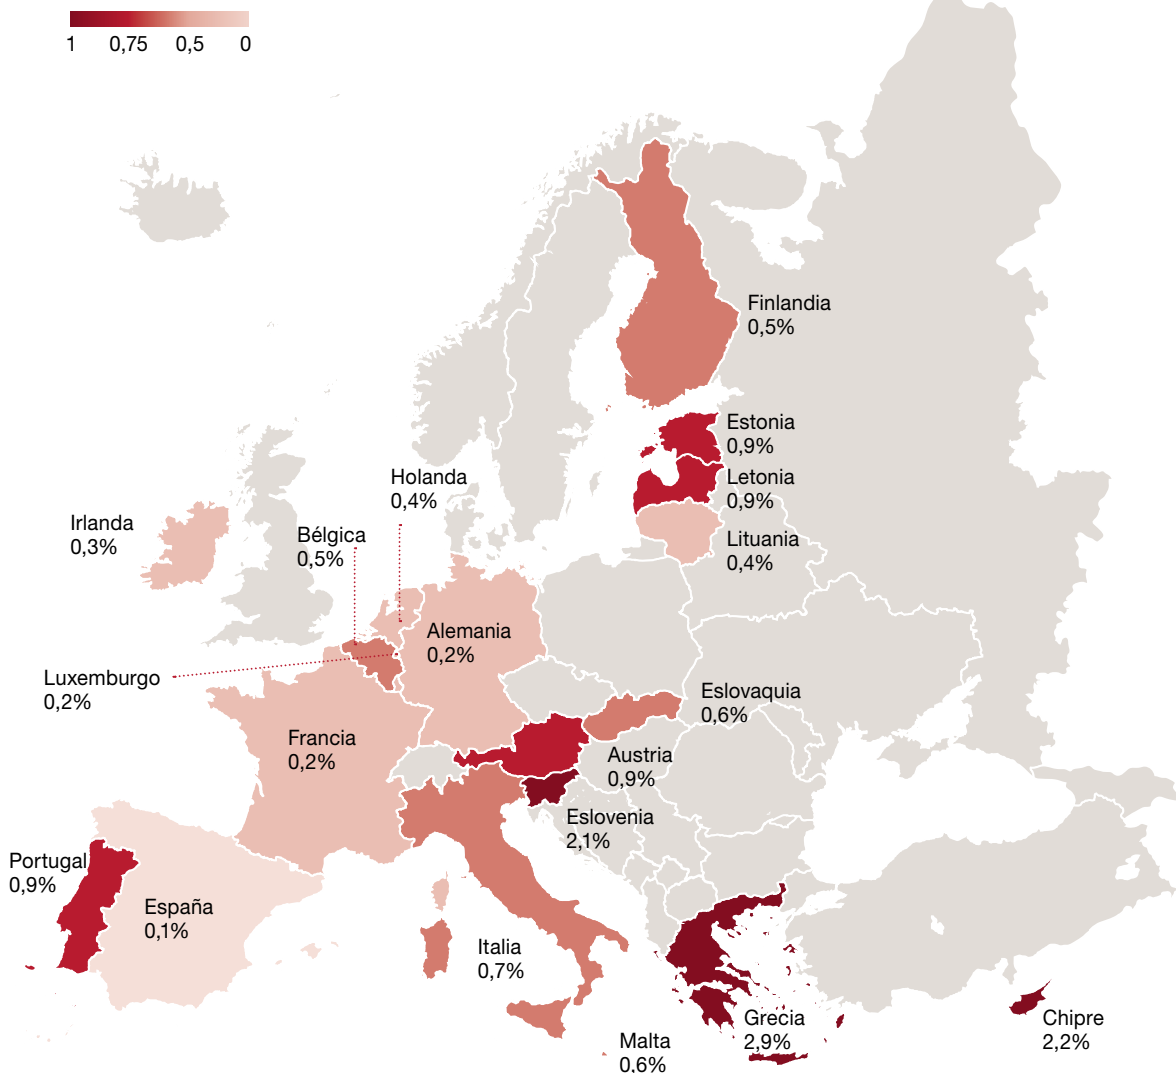 1 0,75 0,5 0
Finlandia
0,5%
Estonia
0,9%
Letonia
0,9%
Lituania
0,4%
Holanda
0,4%
Irlanda
0,3%
Bélgica
0,5%
Alemania
0,2%
Luxemburgo
0,2%
Eslovaquia
0,6%
Francia
0,2%
Austria
0,9%
Eslovenia
2,1%
Portugal
0,9%
España
0,1%
Italia
0,7%
Malta
0,6%
Grecia
2,9%
Chipre
2,2%